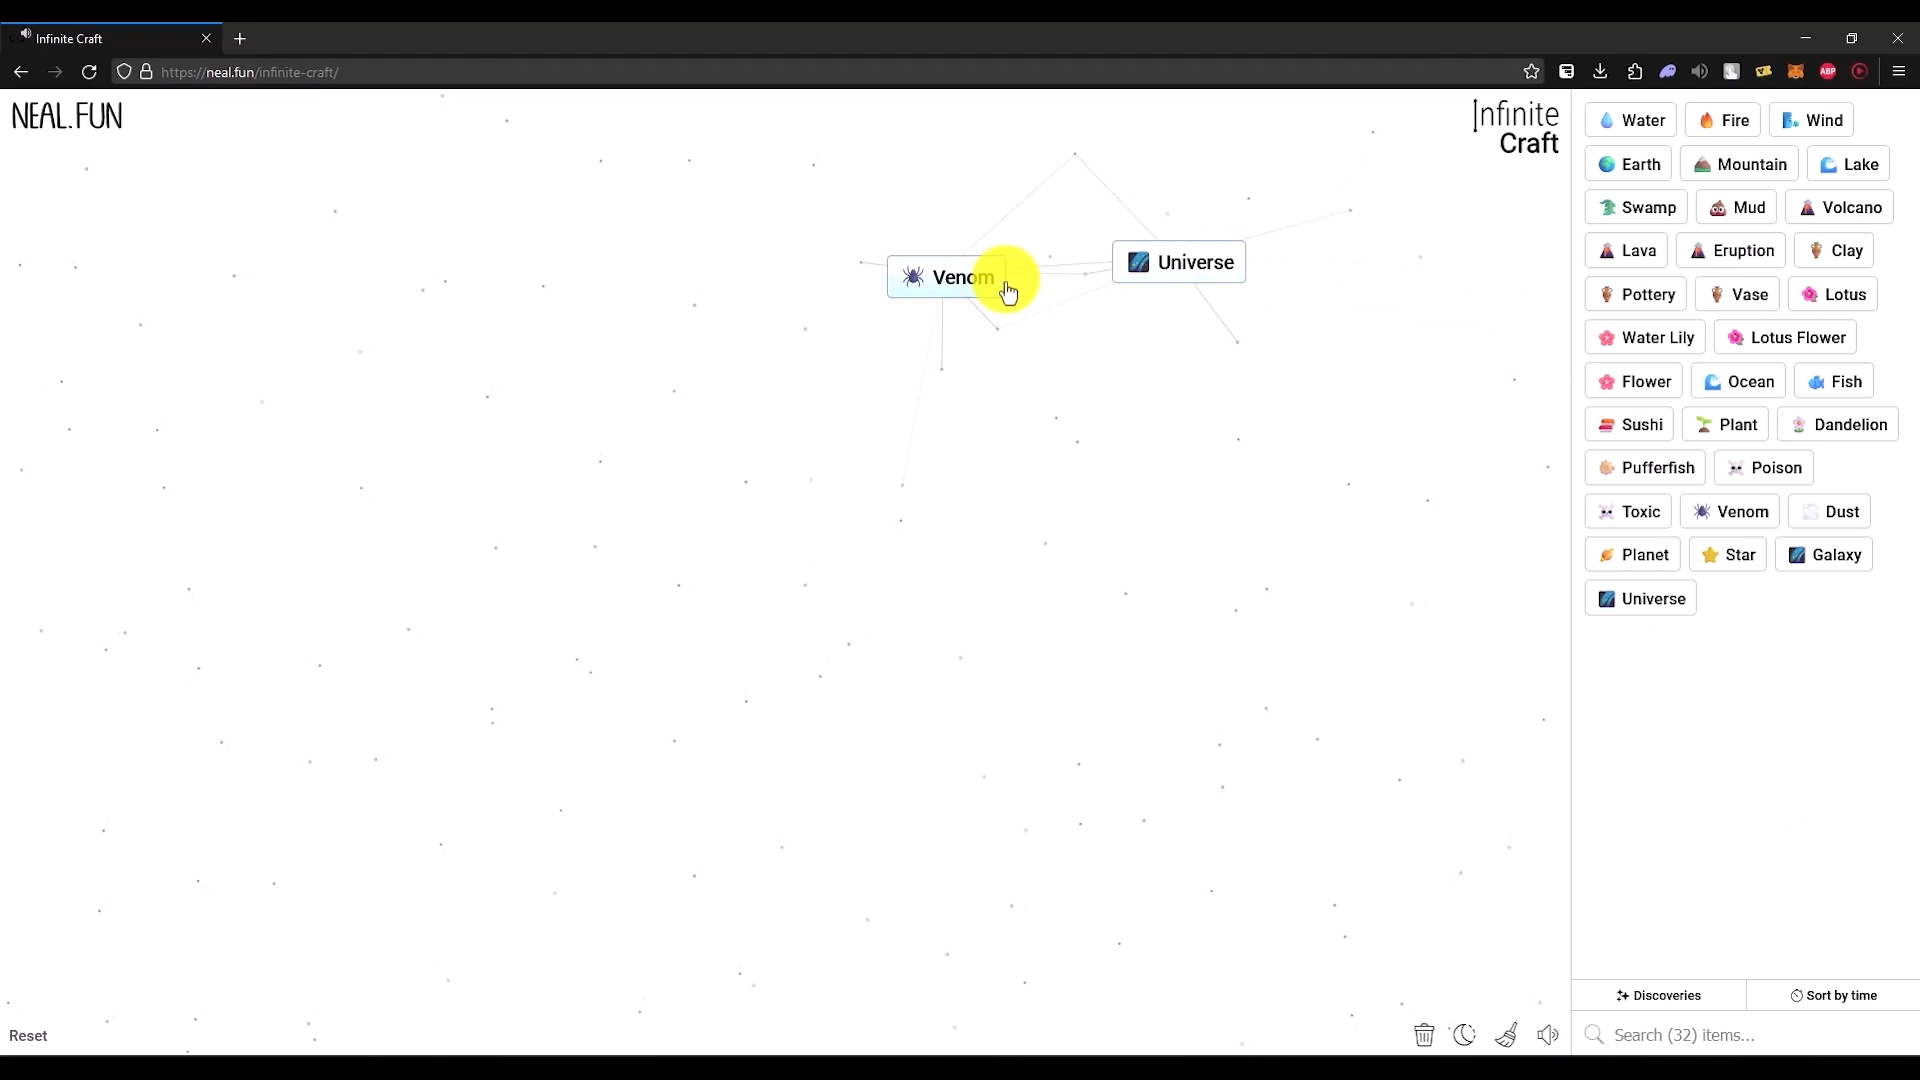 Infinite Craft
https://neal.fun/infinite-craft/
NEAL.FUN
Infinite
Craft
Venom
Universe
Water Fire Wind
Earth Mountain Lake
Swamp Mud Volcano
Lava Eruption Clay
Pottery Vase Lotus
Water Lily Lotus Flower
Flower Ocean Fish
Sushi Plant Dandelion
Pufferfish Poison
Toxic Venom Dust
Planet Star Galaxy
Universe
Discoveries Sort by time
Reset
Search (32) items...
ABP